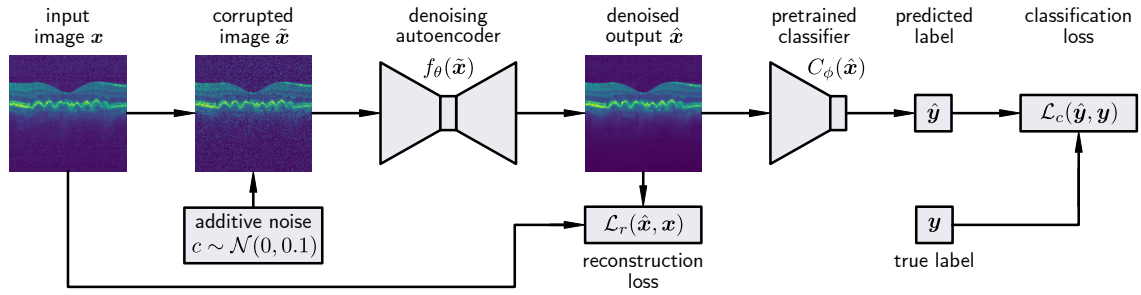 input
image x
corrupted
image x̃
denoising
autoencoder
denoised
output x̂
pretrained
classifier
predicted
label
classification
loss
f_θ(x̃)
C_ϕ(x̂)
ŷ
ℒ_c(ŷ, y)
additive noise
c ∼ 𝒩(0, 0.1)
ℒ_r(x̂, x)
y
reconstruction
loss
true label